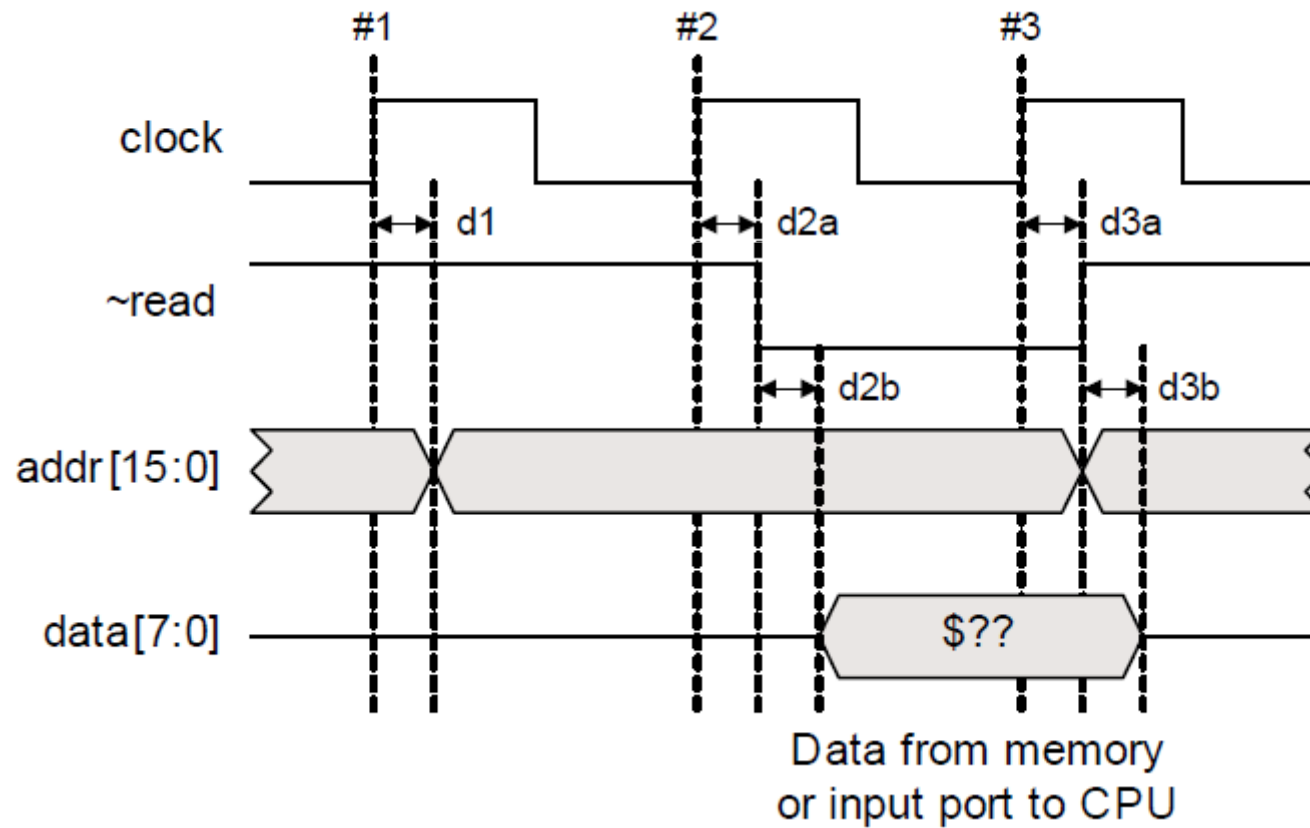 #1 #2 #3
clock
d1 d2a d3a
~read
d2b d3b
addr[15:0]
data[7:0] $??
Data from memory
or input port to CPU